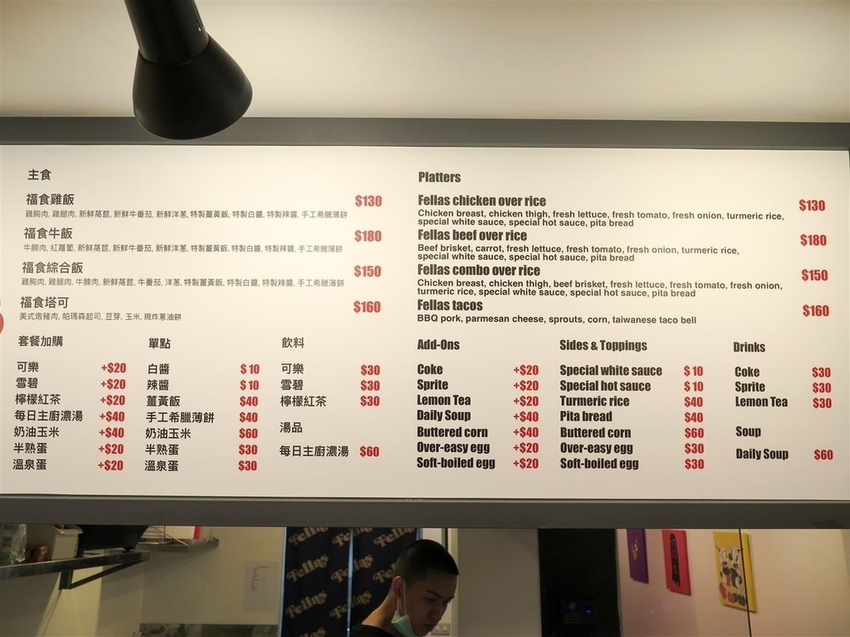 主食
福食雞飯 $130
雞胸肉, 雞腿肉, 新鮮萵苣, 新鮮牛番茄, 新鮮洋蔥, 特製薑黃飯, 特製白醬, 特製辣醬, 手工希臘薄餅
福食牛飯 $180
牛腩肉, 紅蘿蔔, 新鮮萵苣, 新鮮牛番茄, 新鮮洋蔥, 特製薑黃飯, 特製白醬, 特製辣醬, 手工希臘薄餅
福食綜合飯 $150
雞胸肉, 雞腿肉, 牛腩肉, 新鮮萵苣, 牛番茄, 洋蔥, 特製薑黃飯, 特製白醬, 特製辣醬, 手工希臘薄餅
福食塔可 $160
美式燉豬肉, 帕瑪森起司, 豆芽, 玉米, 現炸蔥油餅
套餐加購
可樂 +$20
雪碧 +$20
檸檬紅茶 +$20
每日主廚濃湯 +$40
奶油玉米 +$40
半熟蛋 +$20
溫泉蛋 +$20
單點
白醬 $10
辣醬 $10
薑黃飯 $40
手工希臘薄餅 $40
奶油玉米 $60
半熟蛋 $30
溫泉蛋 $30
飲料
可樂 $30
雪碧 $30
檸檬紅茶 $30
湯品
每日主廚濃湯 $60
Platters
Fellas chicken over rice $130
Chicken breast, chicken thigh, fresh lettuce, fresh tomato, fresh onion, turmeric rice,
special white sauce, special hot sauce, pita bread
Fellas beef over rice $180
Beef brisket, carrot, fresh lettuce, fresh tomato, fresh onion, turmeric rice,
special white sauce, special hot sauce, pita bread
Fellas combo over rice $150
Chicken breast, chicken thigh, beef brisket, fresh lettuce, fresh tomato, fresh onion,
turmeric rice, special white sauce, special hot sauce, pita bread
Fellas tacos $160
BBQ pork, parmesan cheese, sprouts, corn, taiwanese taco bell
Add-Ons
Coke +$20
Sprite +$20
Lemon Tea +$20
Daily Soup +$40
Buttered corn +$40
Over-easy egg +$20
Soft-boiled egg +$20
Sides & Toppings
Special white sauce $10
Special hot sauce $10
Turmeric rice $40
Pita bread $40
Buttered corn $60
Over-easy egg $30
Soft-boiled egg $30
Drinks
Coke $30
Sprite $30
Lemon Tea $30
Soup
Daily Soup $60
Fellas
Fellas
Fellas
Fellas